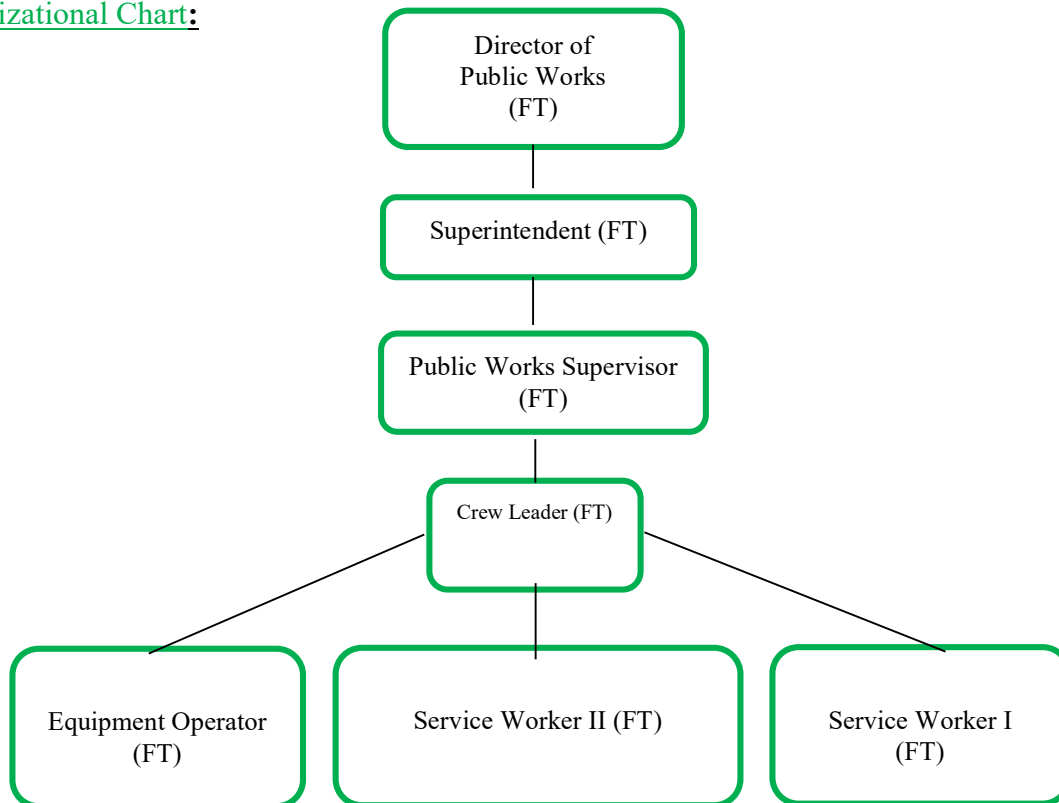 izational Chart:
Director of
Public Works
(FT)
Superintendent (FT)
Public Works Supervisor
(FT)
Crew Leader (FT)
Equipment Operator
(FT)
Service Worker II (FT)
Service Worker I
(FT)